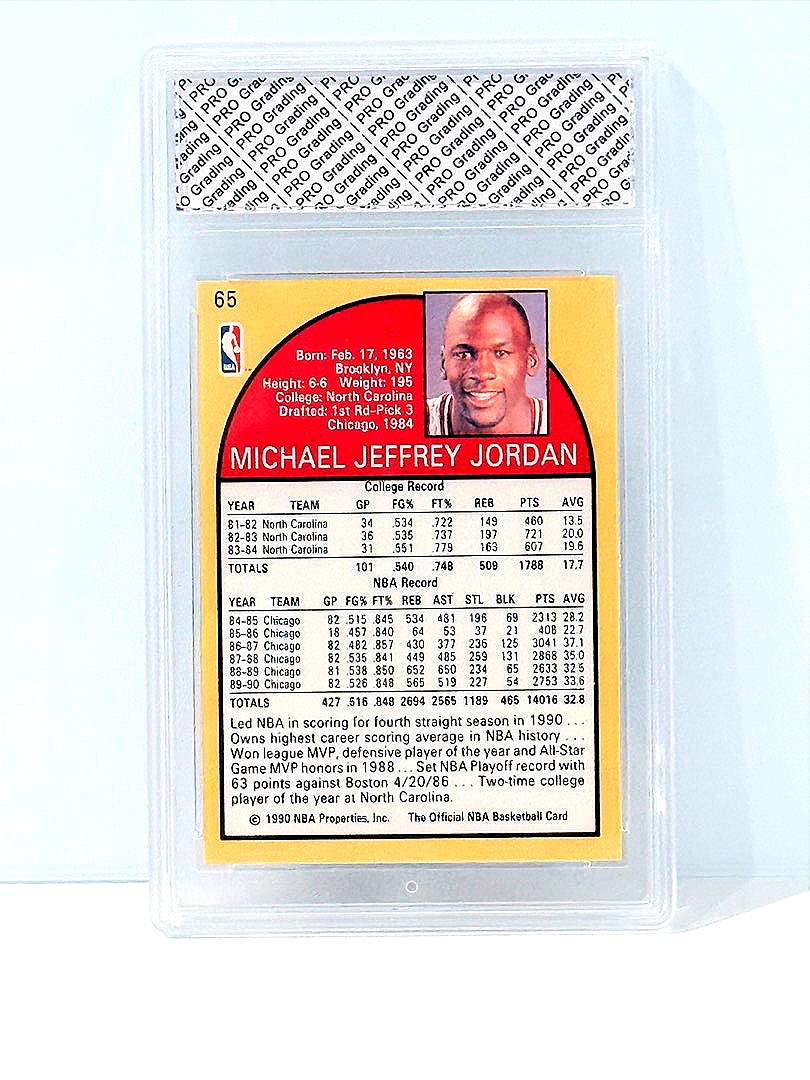 PRO Grading | PRO Grading | PRO Grading
65
NBA
Born: Feb. 17, 1963
Brooklyn, NY
Height: 6-6 Weight: 195
College: North Carolina
Drafted: 1st Rd-Pick 3
Chicago, 1984
MICHAEL JEFFREY JORDAN
College Record
YEAR TEAM GP FG% FT% REB PTS AVG
81-82 North Carolina 34 .534 .722 149 460 13.5
82-83 North Carolina 36 .535 .737 197 721 20.0
83-84 North Carolina 31 .551 .779 163 607 19.6
TOTALS 101 .540 .748 509 1788 17.7
NBA Record
YEAR TEAM GP FG% FT% REB AST STL BLK PTS AVG
84-85 Chicago 82 .515 .845 534 481 196 69 2313 28.2
85-86 Chicago 18 .457 .840 64 53 37 21 408 22.7
86-87 Chicago 82 .482 .857 430 377 236 125 3041 37.1
87-88 Chicago 82 .535 .841 449 485 259 131 2868 35.0
88-89 Chicago 81 .538 .850 652 650 234 65 2633 32.5
89-90 Chicago 82 .526 .848 565 519 227 54 2753 33.6
TOTALS 427 .516 .848 2694 2565 1189 465 14016 32.8
Led NBA in scoring for fourth straight season in 1990 ...
Owns highest career scoring average in NBA history ...
Won league MVP, defensive player of the year and All-Star
Game MVP honors in 1988 ... Set NBA Playoff record with
63 points against Boston 4/20/86 ... Two-time college
player of the year at North Carolina.
© 1990 NBA Properties, Inc. The Official NBA Basketball Card